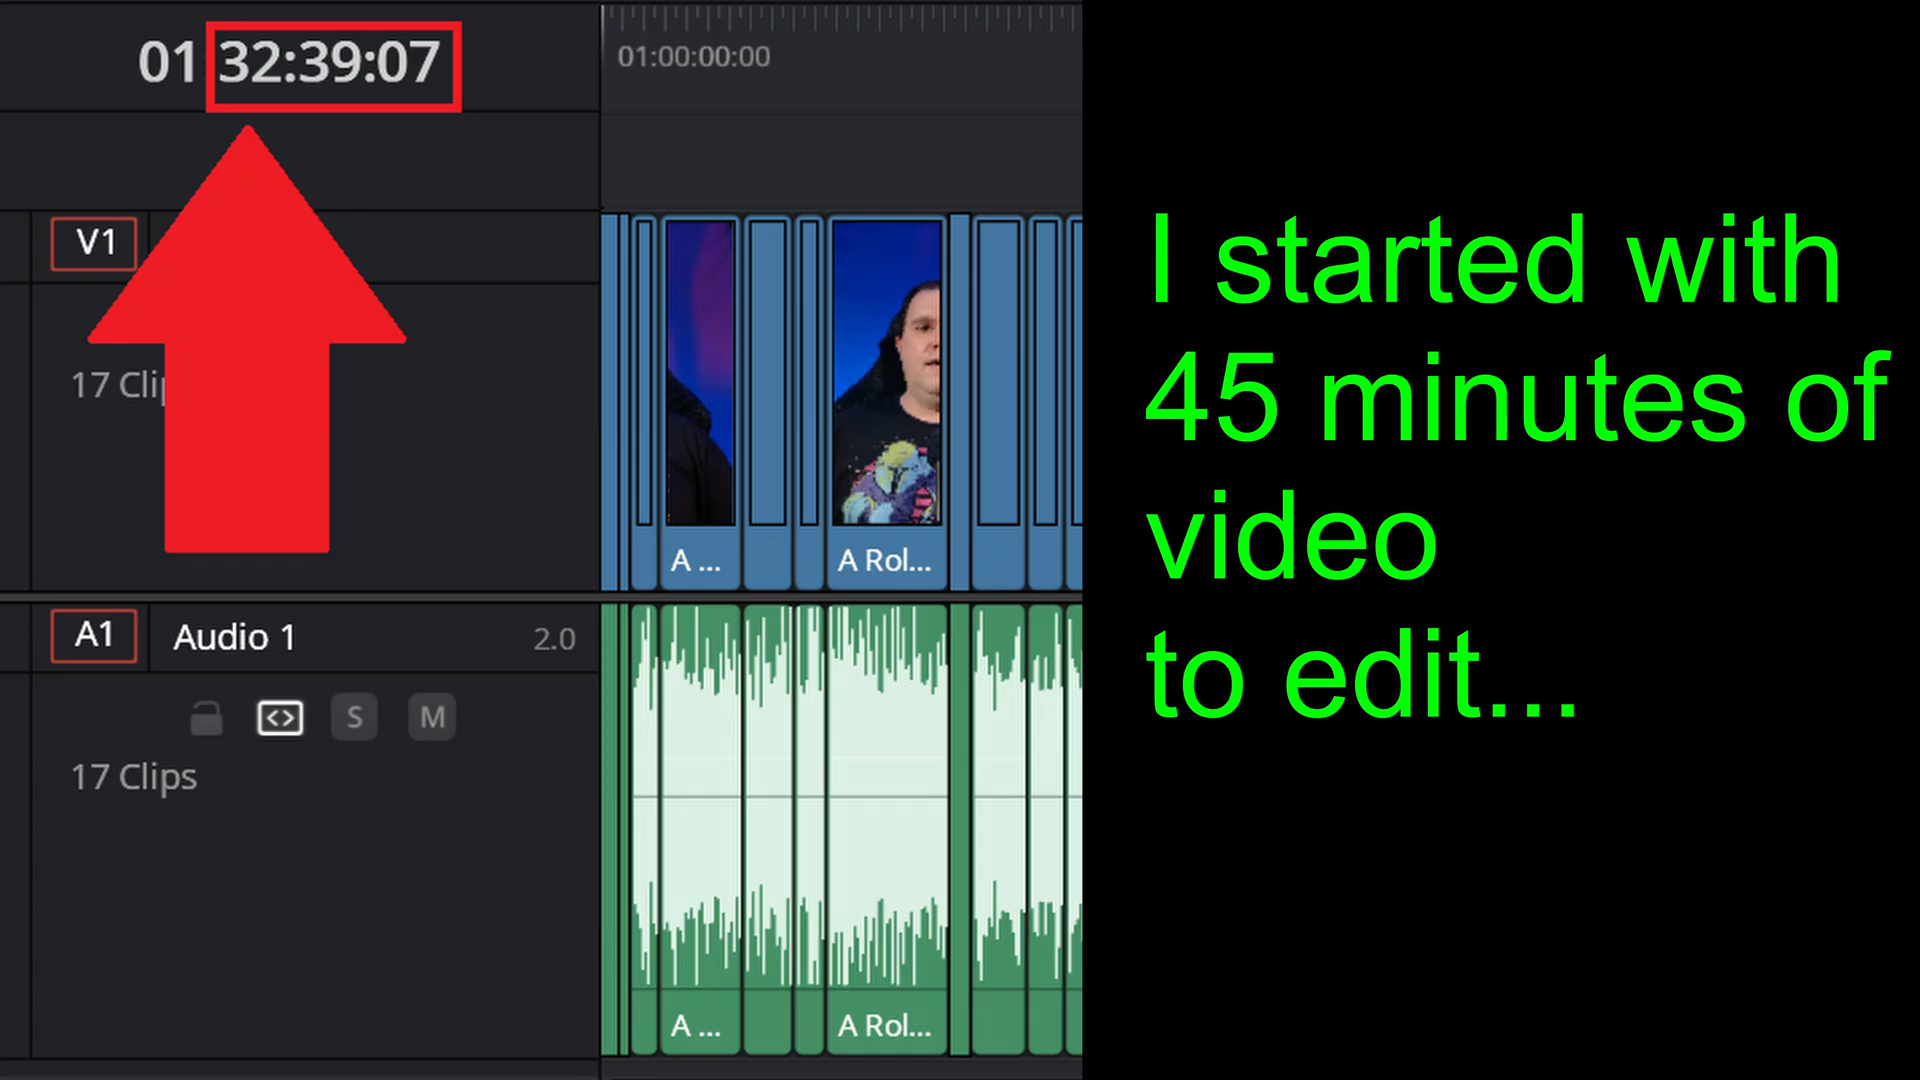 01 32:39:07
01:00:00:00
V1
17 Cli
A ...
A Rol...
A1 Audio 1 2.0
S M
17 Clips
A ...
A Rol...
I started with
45 minutes of
video
to edit...